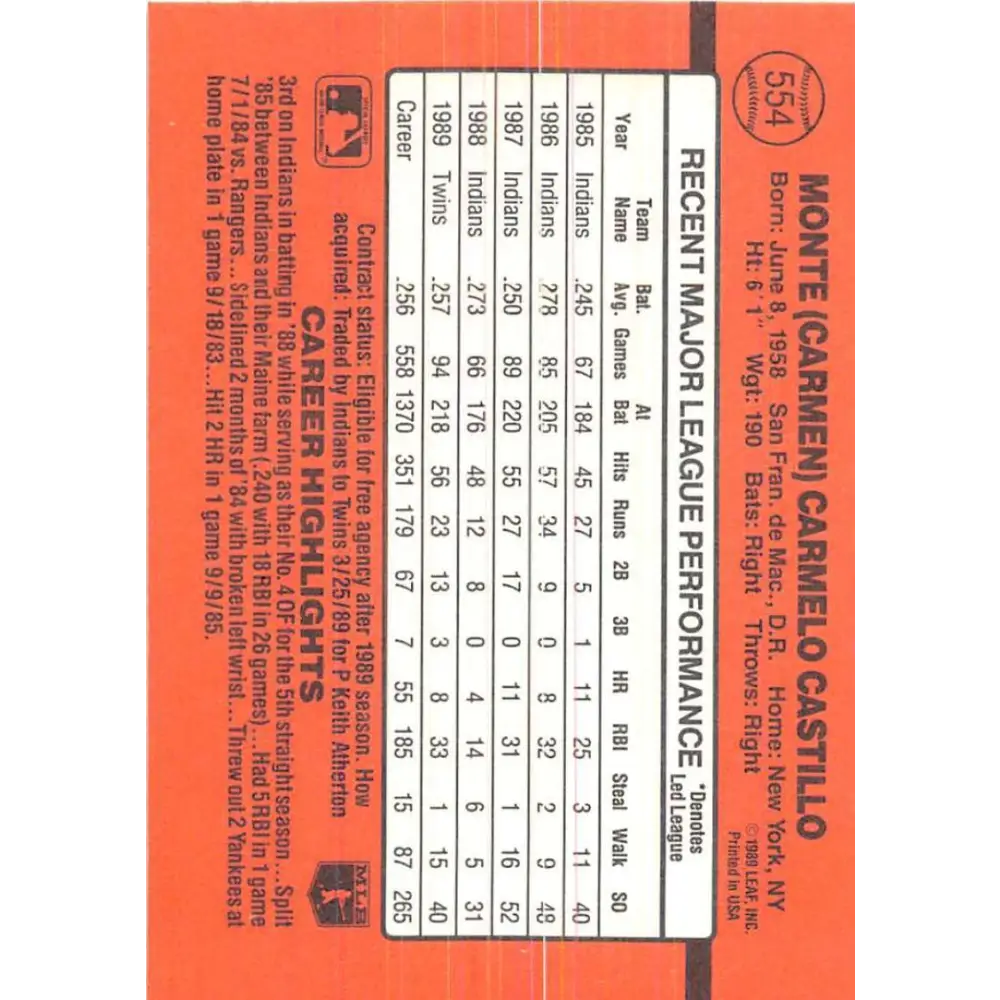 554
MONTE (CARMEN) CARMELO CASTILLO
Born: June 8, 1958 San Fran. de Mac., D.R. Home: New York, NY
Ht: 6'1" Wgt: 190 Bats: Right Throws: Right
©1989 LEAF, INC.
Printed in USA
RECENT MAJOR LEAGUE PERFORMANCE *Denotes
Led League
Year Team Name Bat. Avg. Games At Bat Hits Runs 2B 3B HR RBI Steal Walk SO
1985 Indians .245 67 184 45 27 5 1 11 25 3 11 40
1986 Indians .278 85 205 57 34 9 0 8 32 2 9 48
1987 Indians .250 89 220 55 27 17 0 11 31 1 16 52
1988 Indians .273 66 176 48 12 8 0 4 14 6 5 31
1989 Twins .257 94 218 56 23 13 3 8 33 1 15 40
Career .256 558 1370 351 179 67 7 55 185 15 87 265
Contract status: Eligible for free agency after 1989 season. How
acquired: Traded by Indians to Twins 3/25/89 for P Keith Atherton
MLB
CAREER HIGHLIGHTS
3rd on Indians in batting in '88 while serving as their No. 4 OF for the 5th straight season...Split
'85 between Indians and their Maine farm (.240 with 18 RBI in 26 games)...Had 5 RBI in 1 game
7/1/84 vs. Rangers...Sidelined 2 months of '84 with broken left wrist...Threw out 2 Yankees at
home plate in 1 game 9/18/83...Hit 2 HR in 1 game 9/9/85.